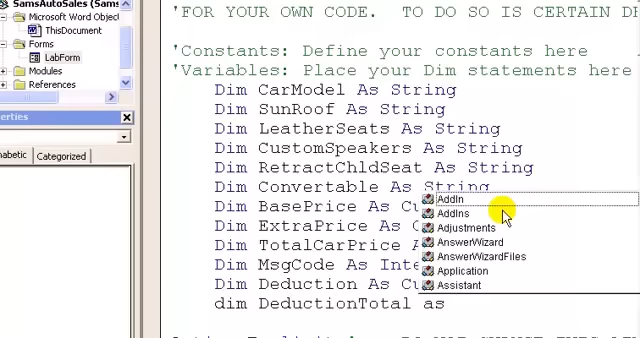 SamsAutoSales (Sams
Microsoft Word Object
ThisDocument
Forms
LabForm
Modules
References
erties
abetic
Categorized
'FOR YOUR OWN CODE. TO DO SO IS CERTAIN
'Constants: Define your constants here
'Variables: Place your Dim statements here
Dim CarModel As String
Dim SunRoof As String
Dim LeatherSeats As String
Dim CustomSpeakers As String
Dim RetractChldSeat As String
Dim Convertable As String
Dim BasePrice As Cu
Dim ExtraPrice As
Dim TotalCarPrice A
Dim MsgCode As Inte
Dim Deduction As Cu
dim DeductionTotal as
AddIn
AddIns
Adjustments
AnswerWizard
AnswerWizardFiles
Application
Assistant